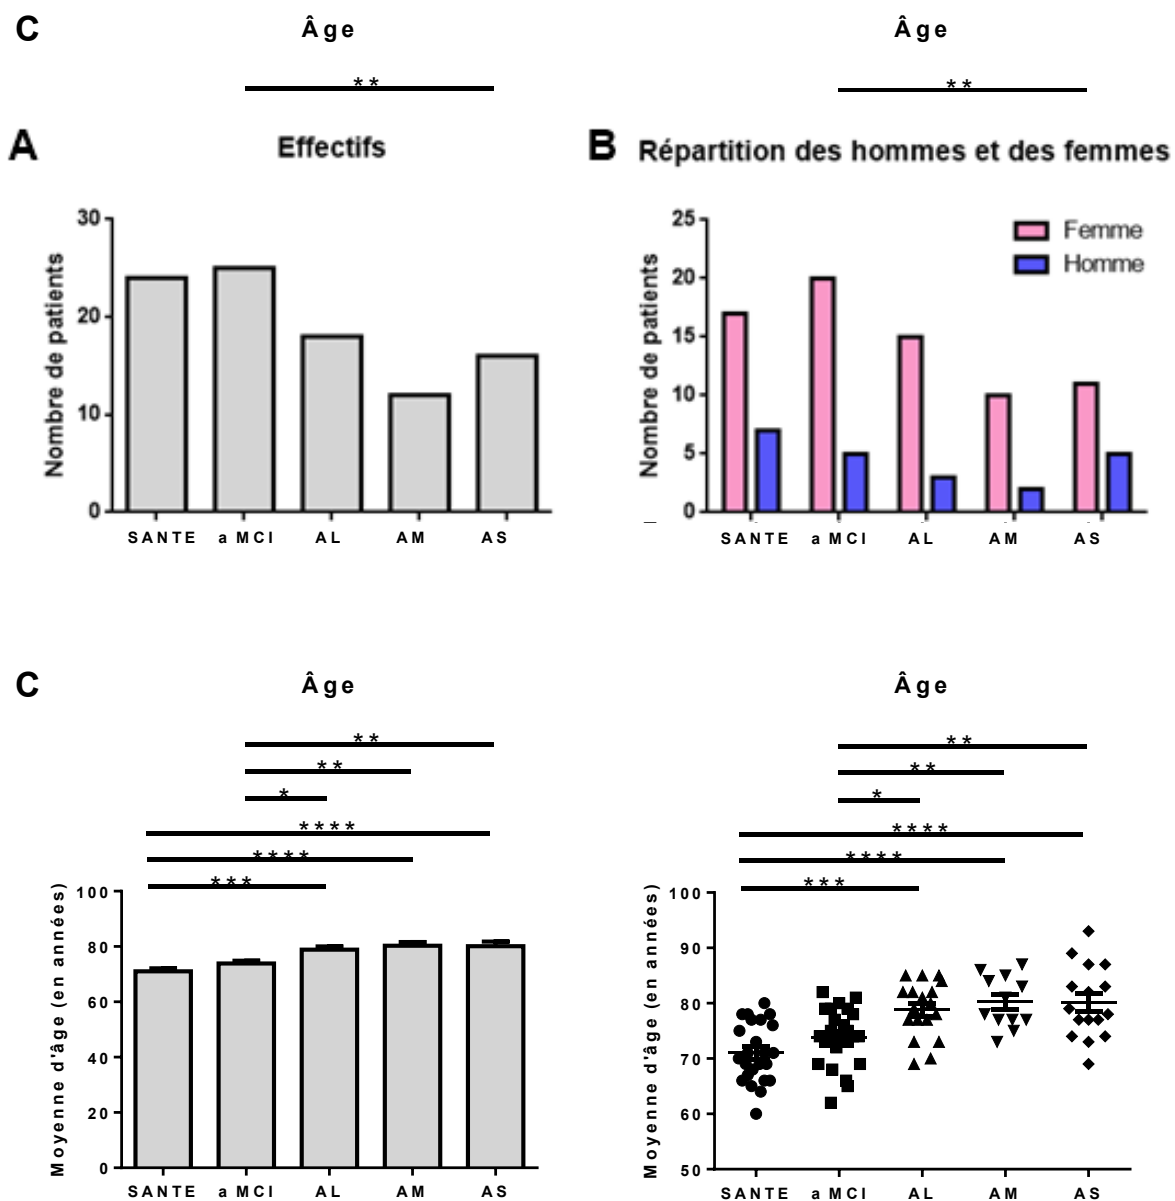 C
Âge
Âge
**
**
A
Effectifs
B
Répartition des hommes et des femmes
30
20
10
0
Nombre de patients
SANTE a MCI AL AM AS
25
20
15
10
5
0
Nombre de patients
Femme
Homme
SANTE a MCI AL AM AS
C
Âge
**
**
*
****
****
***
100
80
60
40
20
0
Moyenne d'âge (en années)
SANTE a MCI AL AM AS
Âge
**
**
*
****
****
***
100
90
80
70
60
50
Moyenne d'âge (en années)
SANTE a MCI AL AM AS